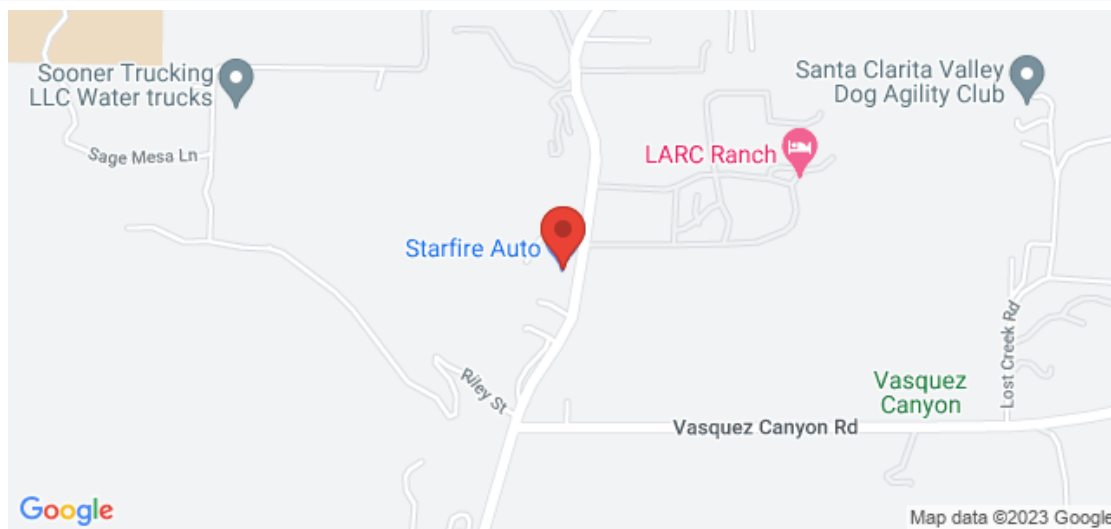 Sooner Trucking
LLC Water trucks
Santa Clarita Valley
Dog Agility Club
Sage Mesa Ln
LARC Ranch
Starfire Auto
Lost Creek Rd
Riley St
Vasquez
Canyon
Vasquez Canyon Rd
Google
Map data ©2023 Google